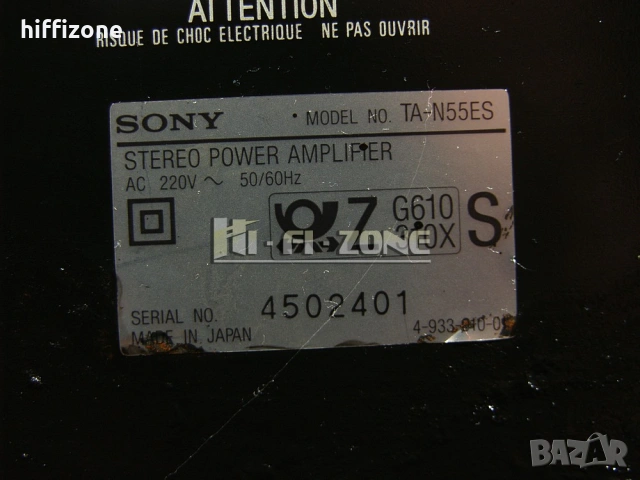 hiffizone
ATTENTION
RISQUE DE CHOC ELECTRIQUE NE PAS OUVRIR
SONY MODEL NO. TA-N55ES
STEREO POWER AMPLIFIER
AC 220V ~ 50/60Hz
Z G610 S
Hi-Fi-ZONE
SERIAL NO. 4502401
MADE IN JAPAN
BAZAR